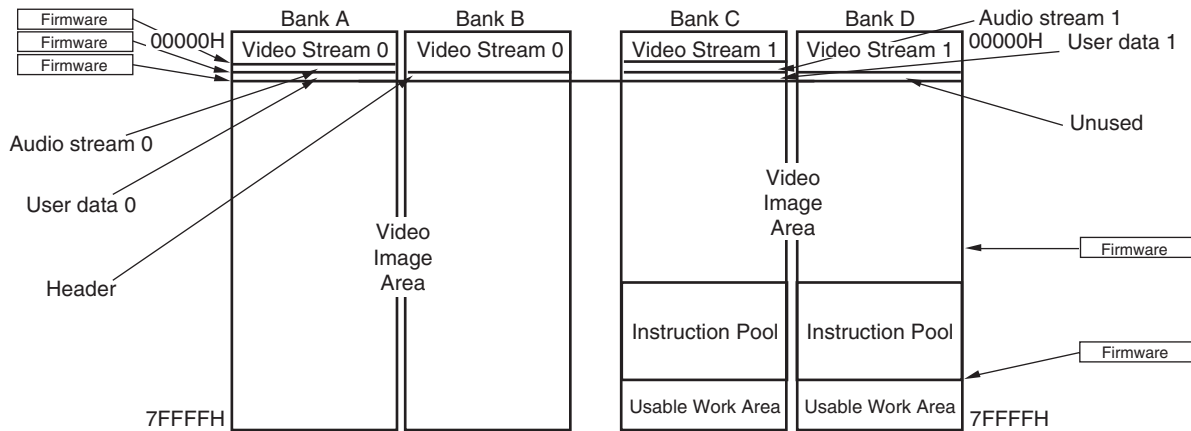 Bank A
Bank B
Bank C
Bank D
Firmware
Firmware
Firmware
00000H
Video Stream 0
Video Stream 0
Video Stream 1
Video Stream 1
00000H
Audio stream 1
User data 1
Audio stream 0
Unused
User data 0
Header
Video
Image
Area
Video
Image
Area
Firmware
Instruction Pool
Instruction Pool
Firmware
7FFFFH
Usable Work Area
Usable Work Area
7FFFFH